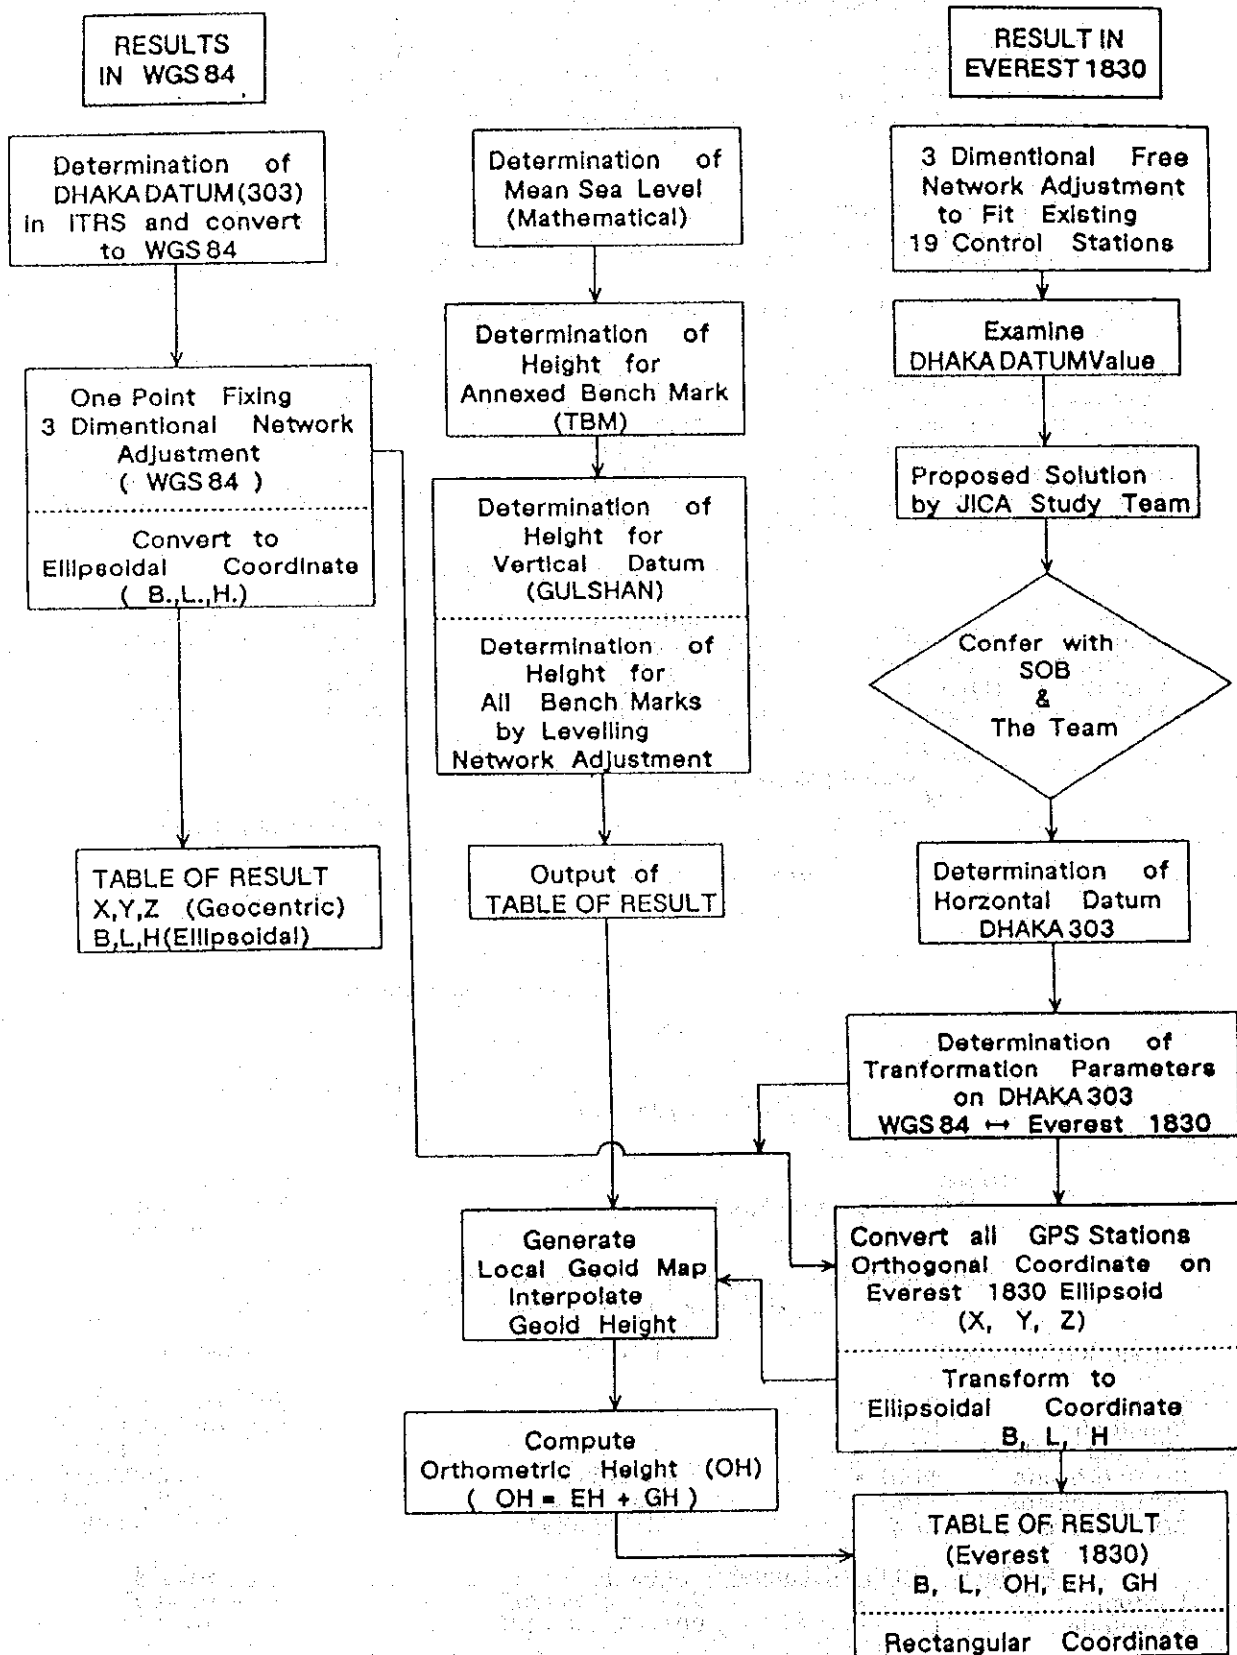 RESULTS
IN WGS 84
Determination of
DHAKA DATUM (303)
in ITRS and convert
to WGS 84
One Point Fixing
3 Dimentional Network
Adjustment
( WGS 84 )
Convert to
Ellipsoidal Coordinate
( B., L., H.)
TABLE OF RESULT
X,Y,Z (Geocentric)
B,L,H(Ellipsoidal)
Determination of
Mean Sea Level
(Mathematical)
Determination of
Height for
Annexed Bench Mark
(TBM)
Determination of
Height for
Vertical Datum
(GULSHAN)
Determination of
Height for
All Bench Marks
by Levelling
Network Adjustment
Output of
TABLE OF RESULT
Generate
Local Geoid Map
Interpolate
Geoid Height
Compute
Orthometric Height (OH)
( OH = EH + GH )
RESULT IN
EVEREST 1830
3 Dimentional Free
Network Adjustment
to Fit Existing
19 Control Stations
Examine
DHAKA DATUM Value
Proposed Solution
by JICA Study Team
Confer with
SOB
&
The Team
Determination of
Horzontal Datum
DHAKA 303
Determination of
Tranformation Parameters
on DHAKA 303
WGS 84 ↔ Everest 1830
Convert all GPS Stations
Orthogonal Coordinate on
Everest 1830 Ellipsoid
(X, Y, Z)
Transform to
Ellipsoidal Coordinate
B, L, H
TABLE OF RESULT
(Everest 1830)
B, L, OH, EH, GH
Rectangular Coordinate